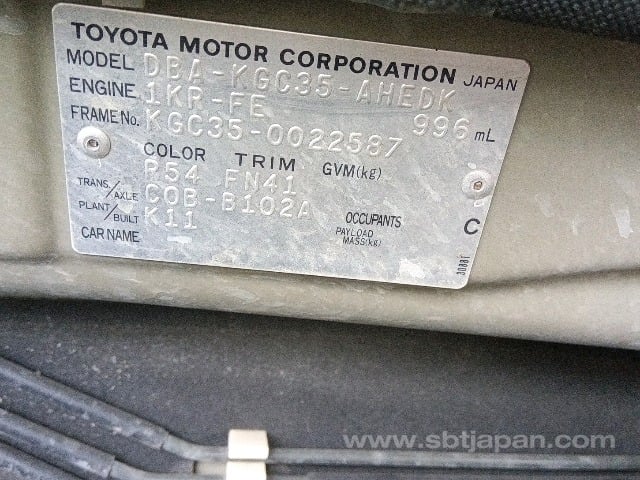 TOYOTA MOTOR CORPORATION JAPAN
MODEL DBA-KGC35-AHEDK
ENGINE 1KR-FE 996 mL
FRAME No. KGC35-0022587
COLOR TRIM GVM(kg)
R54 FN41
TRANS./AXLE C0B-B102A
PLANT/BUILT K11 OCCUPANTS C
PAYLOAD MASS(kg)
CAR NAME
www.sbtjapan.com